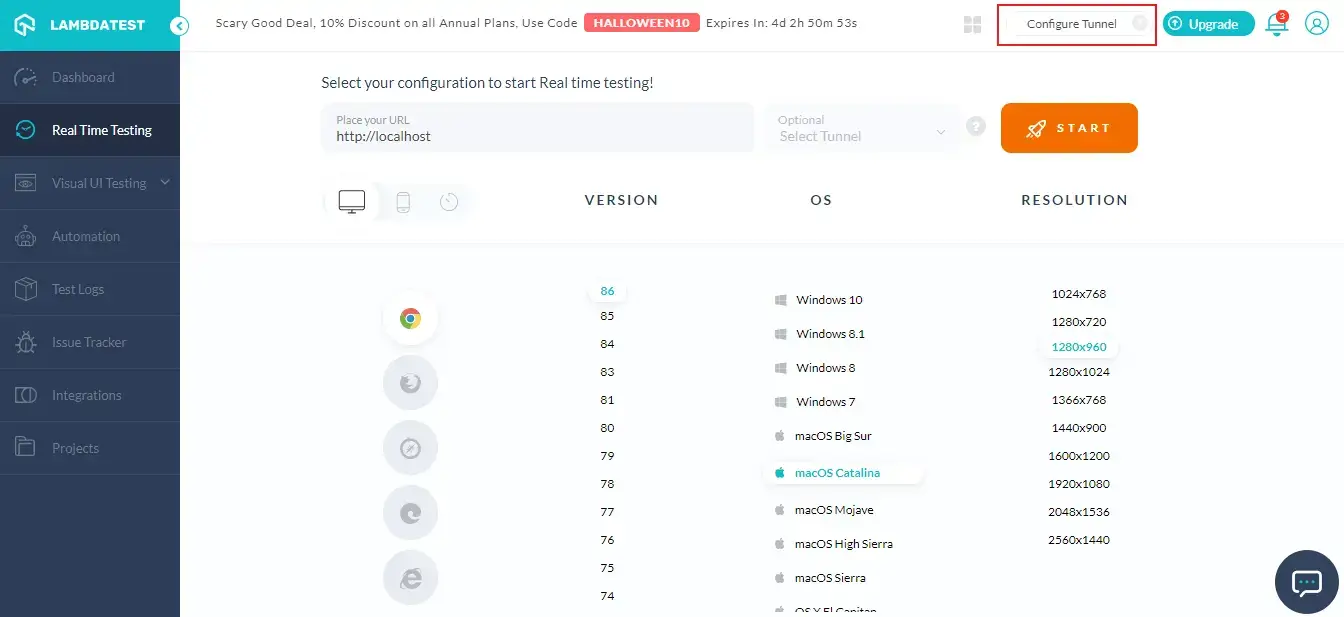 LAMBDATEST
Scary Good Deal, 10% Discount on all Annual Plans, Use Code HALLOWEEN10 Expires In: 4d 2h 50m 53s
Configure Tunnel ?
Upgrade
3
Dashboard
Real Time Testing
Visual UI Testing
Automation
Test Logs
Issue Tracker
Integrations
Projects
Select your configuration to start Real time testing!
Place your URL
http://localhost
Optional
Select Tunnel
?
START
VERSION
OS
RESOLUTION
86
85
84
83
81
80
79
78
77
76
75
74
Windows 10
Windows 8.1
Windows 8
Windows 7
macOS Big Sur
macOS Catalina
macOS Mojave
macOS High Sierra
macOS Sierra
OS X El Capitan
1024x768
1280x720
1280x960
1280x1024
1366x768
1440x900
1600x1200
1920x1080
2048x1536
2560x1440